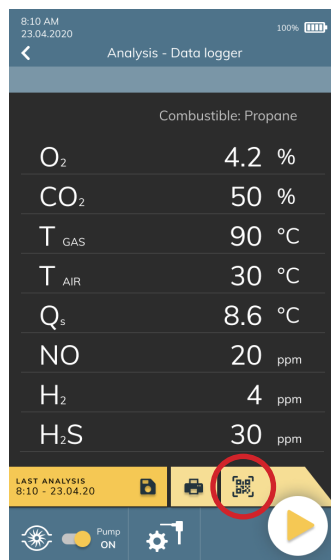 8:10 AM
23.04.2020
100%
Analysis - Data logger
Combustible: Propane
O₂ 4.2 %
CO₂ 50 %
T GAS 90 °C
T AIR 30 °C
Qs 8.6 °C
NO 20 ppm
H₂ 4 ppm
H₂S 30 ppm
LAST ANALYSIS
8:10 - 23.04.20
Pump
ON